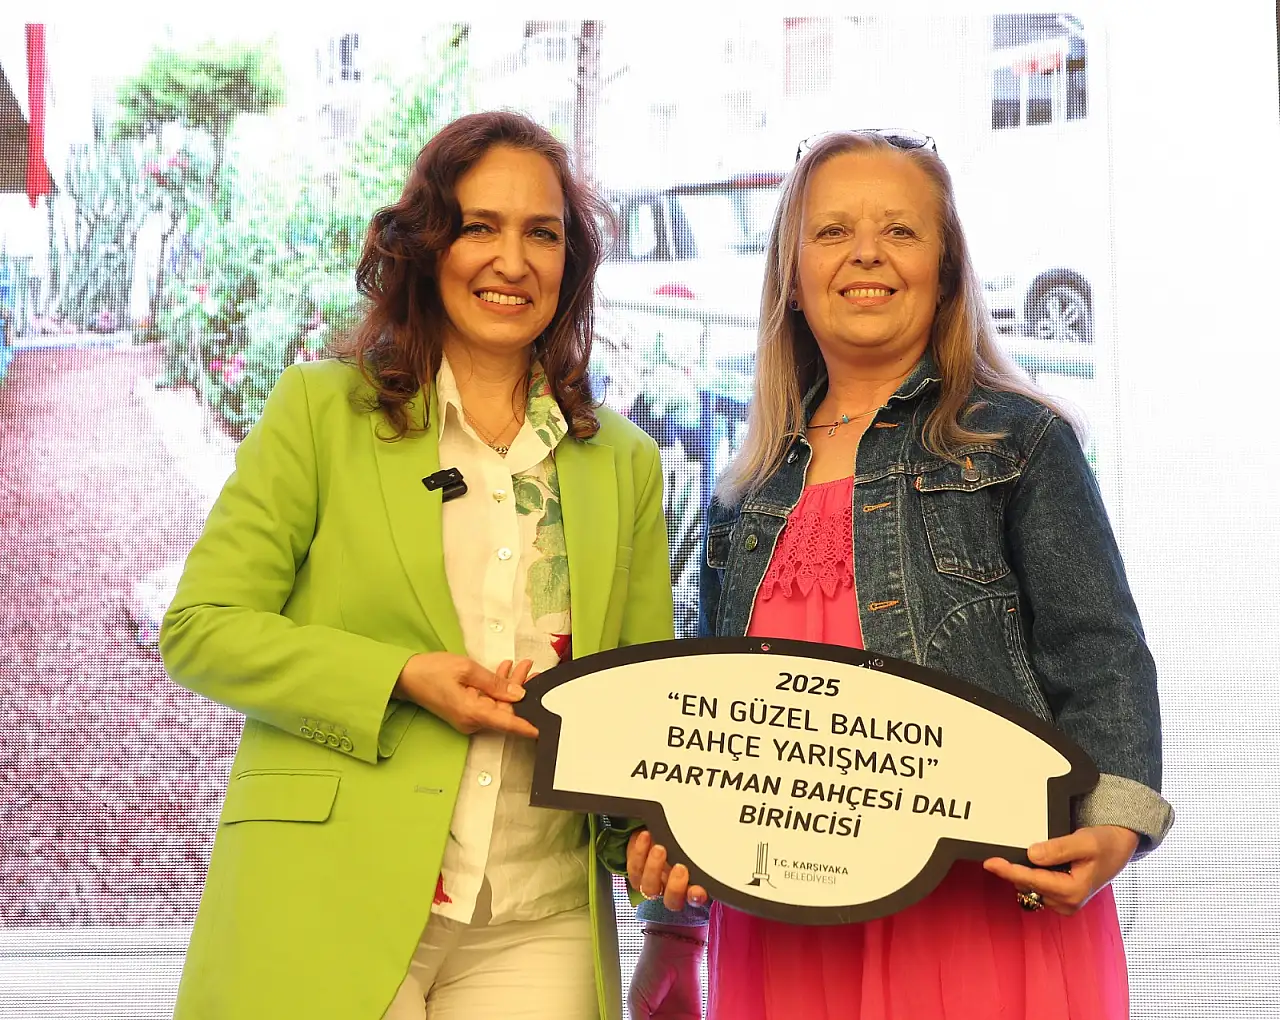 2025
“EN GÜZEL BALKON
BAHÇE YARIŞMASI”
APARTMAN BAHÇESİ DALI
BİRİNCİSİ
T.C. KARŞIYAKA
BELEDİYESİ